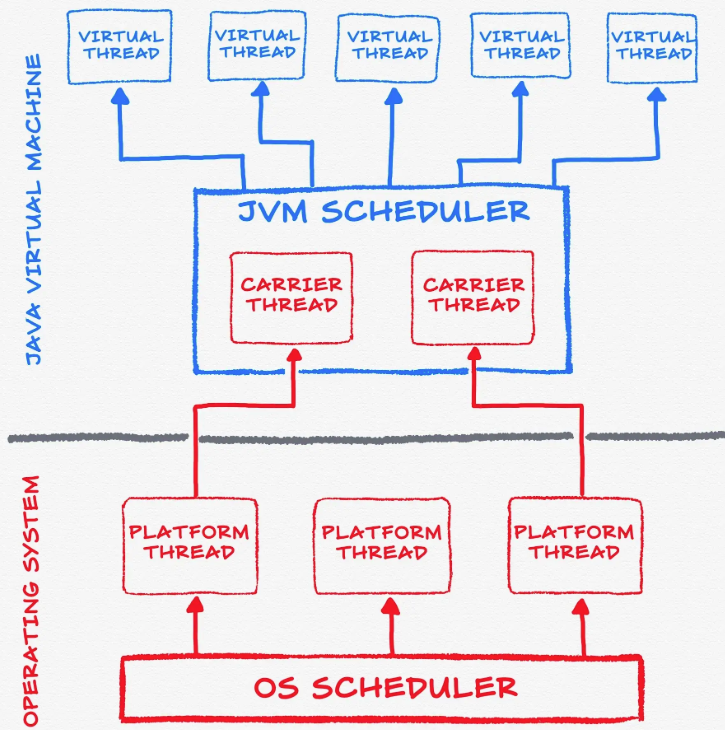 VIRTUAL
THREAD
VIRTUAL
THREAD
VIRTUAL
THREAD
VIRTUAL
THREAD
VIRTUAL
THREAD
JAVA VIRTUAL MACHINE
JVM SCHEDULER
CARRIER
THREAD
CARRIER
THREAD
OPERATING SYSTEM
PLATFORM
THREAD
PLATFORM
THREAD
PLATFORM
THREAD
OS SCHEDULER